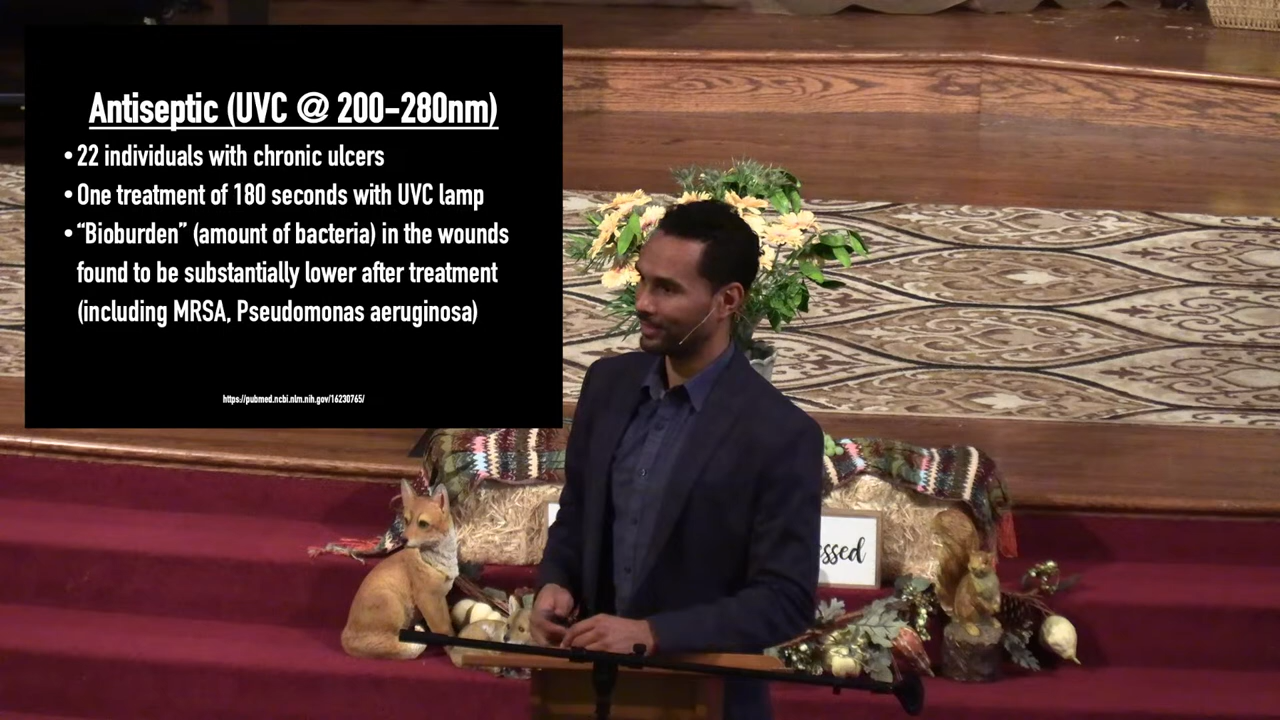 Antiseptic (UVC @ 200-280nm)
• 22 individuals with chronic ulcers
• One treatment of 180 seconds with UVC lamp
• “Bioburden” (amount of bacteria) in the wounds
found to be substantially lower after treatment
(including MRSA, Pseudomonas aeruginosa)
https://pubmed.ncbi.nlm.nih.gov/16230765/
essed